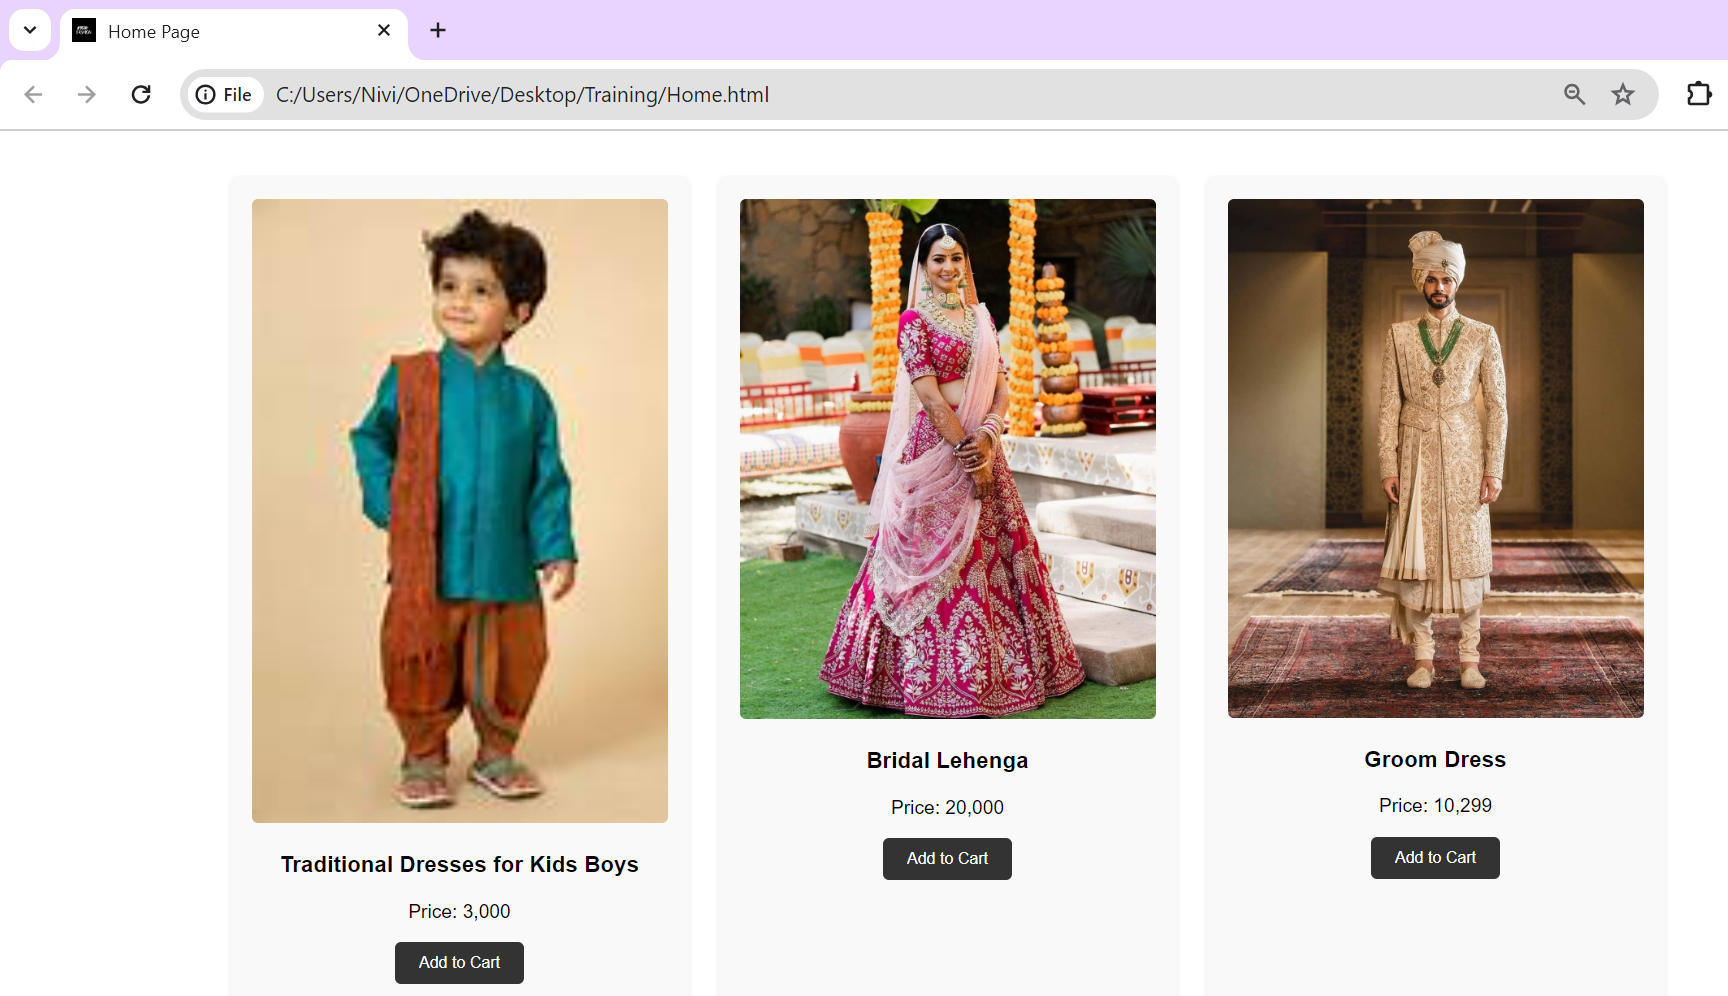 Home Page
File
C:/Users/Nivi/OneDrive/Desktop/Training/Home.html
Traditional Dresses for Kids Boys
Price: 3,000
Add to Cart
Bridal Lehenga
Price: 20,000
Add to Cart
Groom Dress
Price: 10,299
Add to Cart